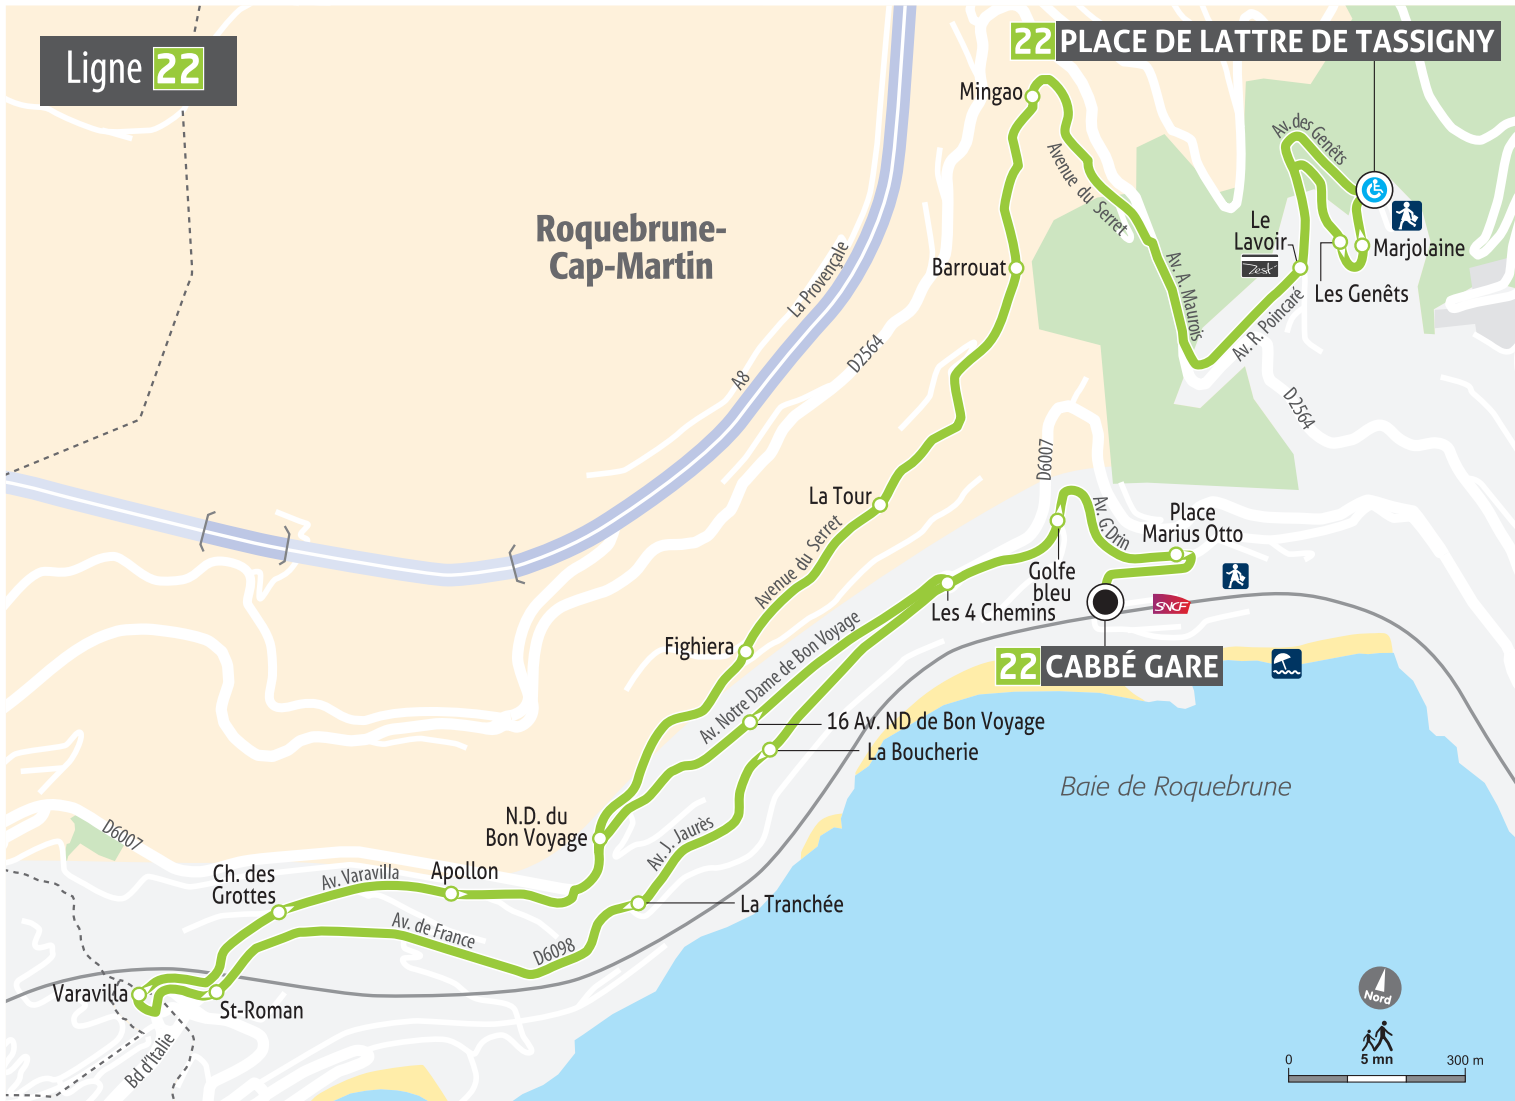 Ligne 22
22 PLACE DE LATTRE DE TASSIGNY
Mingao
Av. des Genêts
Avenue du Serret
Roquebrune-
Cap-Martin
Le
Lavoir
Zest
Marjolaine
Les Genêts
Barrouat
La Provençale
Av. A. Maurois
Av. R. Poincaré
D2564
A8
D2564
D6007
La Tour
Av. G. Drin
Place
Marius Otto
Avenue du Serret
Golfe
bleu
SNCF
Les 4 Chemins
Fighiera
Av. Notre Dame de Bon Voyage
22 CABBÉ GARE
16 Av. ND de Bon Voyage
La Boucherie
Baie de Roquebrune
N.D. du
Bon Voyage
D6007
Av. J. Jaurès
Ch. des
Grottes
Av. Varavilla
Apollon
La Tranchée
Av. de France
D6098
Varavilla
St-Roman
Bd d'Italie
Nord
5 mn
0
300 m